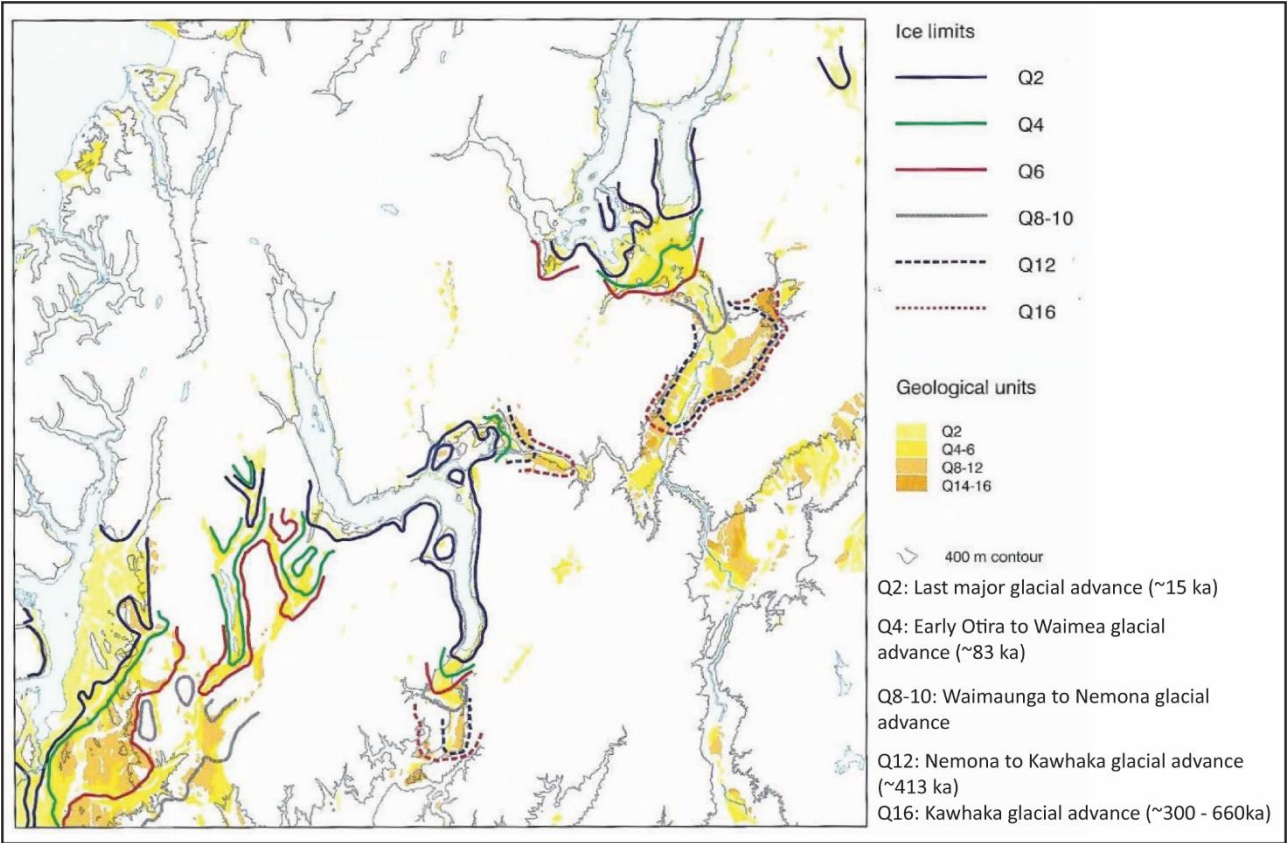 Ice limits
Q2
Q4
Q6
Q8-10
Q12
Q16
Geological units
Q2
Q4-6
Q8-12
Q14-16
400 m contour
Q2: Last major glacial advance (~15 ka)
Q4: Early Otira to Waimea glacial
advance (~83 ka)
Q8-10: Waimaunga to Nemona glacial
advance
Q12: Nemona to Kawhaka glacial advance
(~413 ka)
Q16: Kawhaka glacial advance (~300 - 660ka)